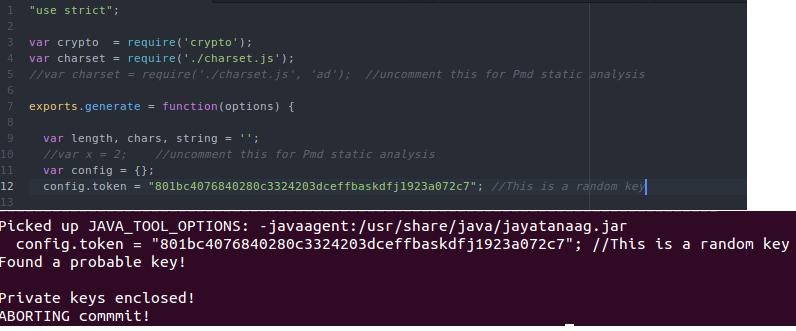 1 "use strict";
2
3 var crypto  = require('crypto');
4 var charset = require('./charset.js');
5 //var charset = require('./charset.js', 'ad');  //uncomment this for Pmd static analysis
6
7 exports.generate = function(options) {
8
9   var length, chars, string = '';
10   //var x = 2;    //uncomment this for Pmd static analysis
11   var config = {};
12   config.token = "801bc4076840280c3324203dceffbaskdfj1923a072c7"; //This is a random key
13
Picked up JAVA_TOOL_OPTIONS: -javaagent:/usr/share/java/jayatanaag.jar
  config.token = "801bc4076840280c3324203dceffbaskdfj1923a072c7"; //This is a random key
Found a probable key!
Private keys enclosed!
ABORTING commmit!